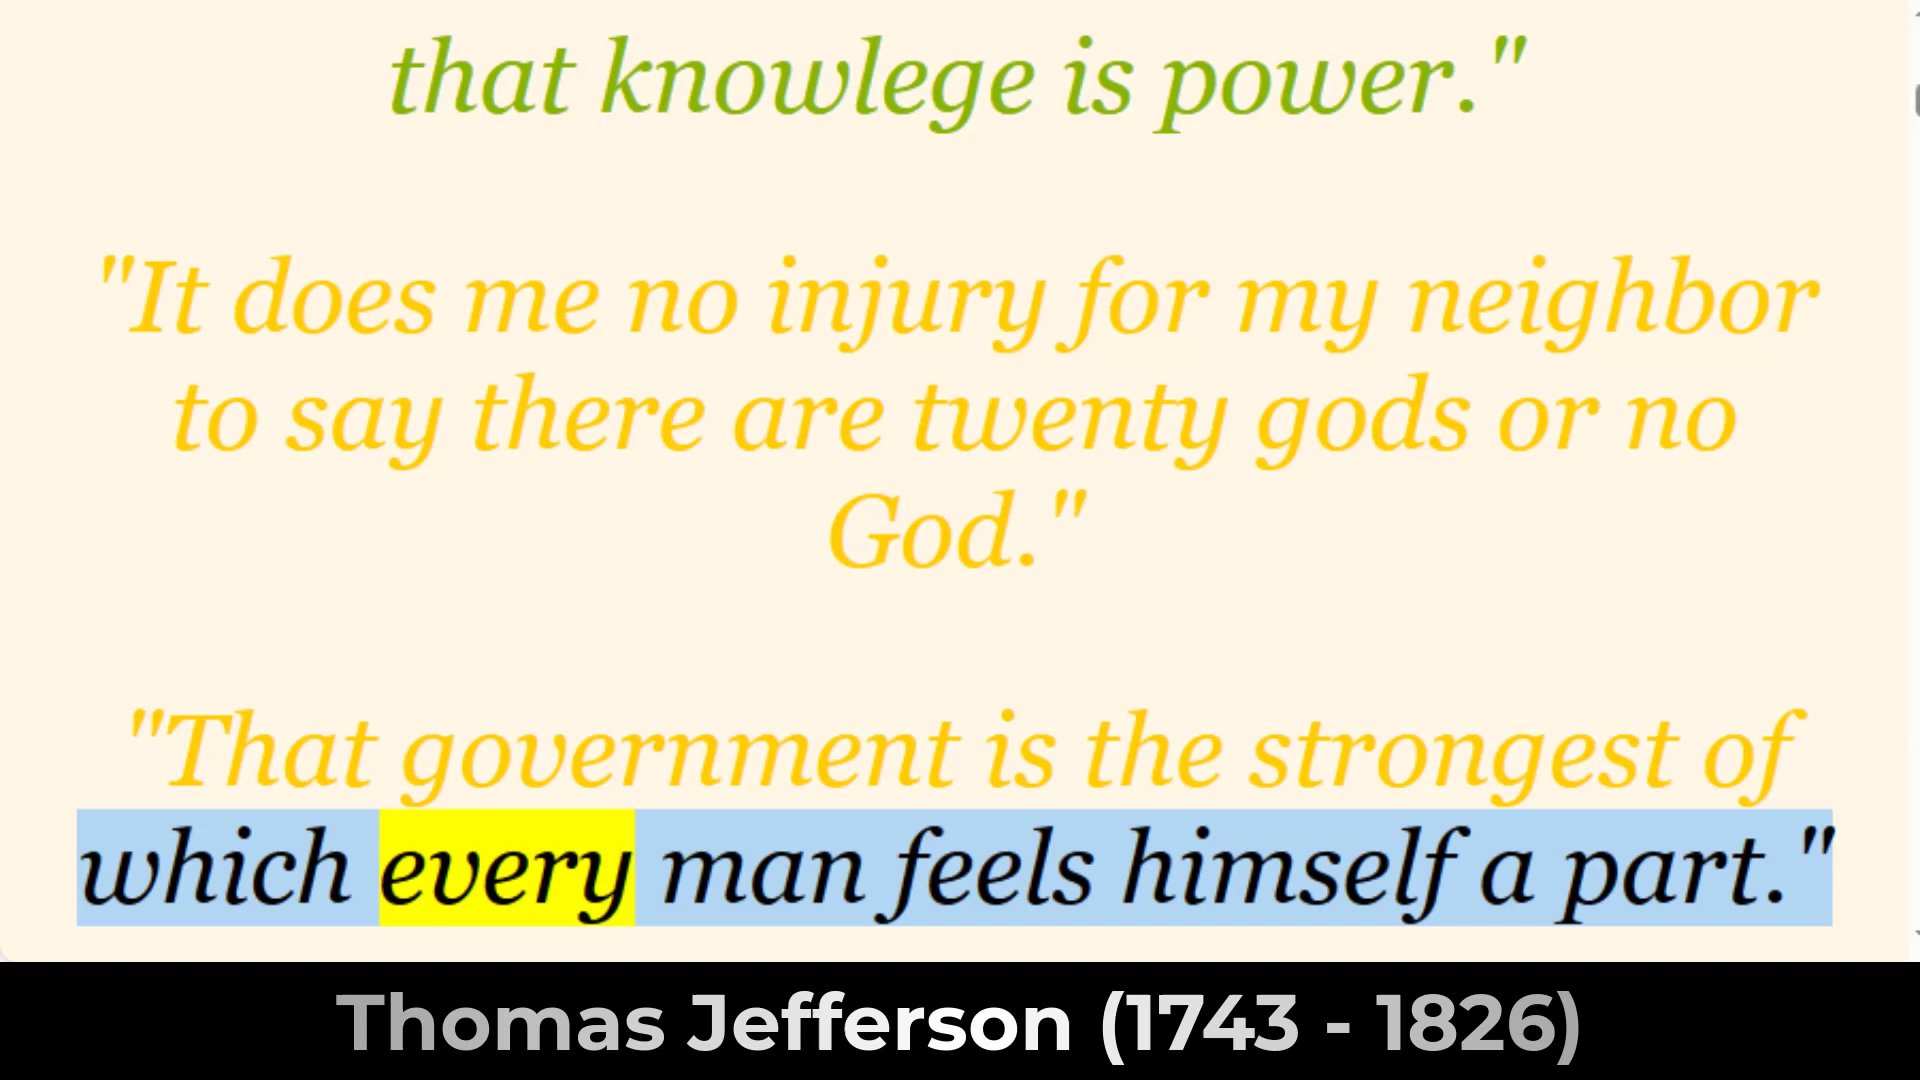 that knowlege is power."
"It does me no injury for my neighbor
to say there are twenty gods or no
God."
"That government is the strongest of
which every man feels himself a part."
Thomas Jefferson (1743 - 1826)